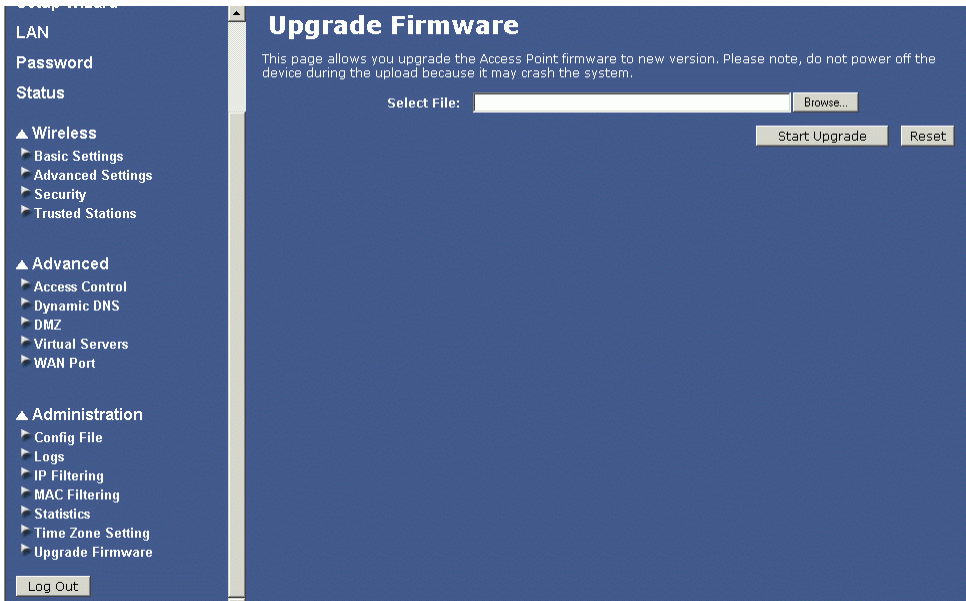 Setup Wizard
LAN
Password
Status
Wireless
Basic Settings
Advanced Settings
Security
Trusted Stations
Advanced
Access Control
Dynamic DNS
DMZ
Virtual Servers
WAN Port
Administration
Config File
Logs
IP Filtering
MAC Filtering
Statistics
Time Zone Setting
Upgrade Firmware
Log Out
Upgrade Firmware
This page allows you upgrade the Access Point firmware to new version. Please note, do not power off the
device during the upload because it may crash the system.
Select File:
Browse...
Start Upgrade
Reset